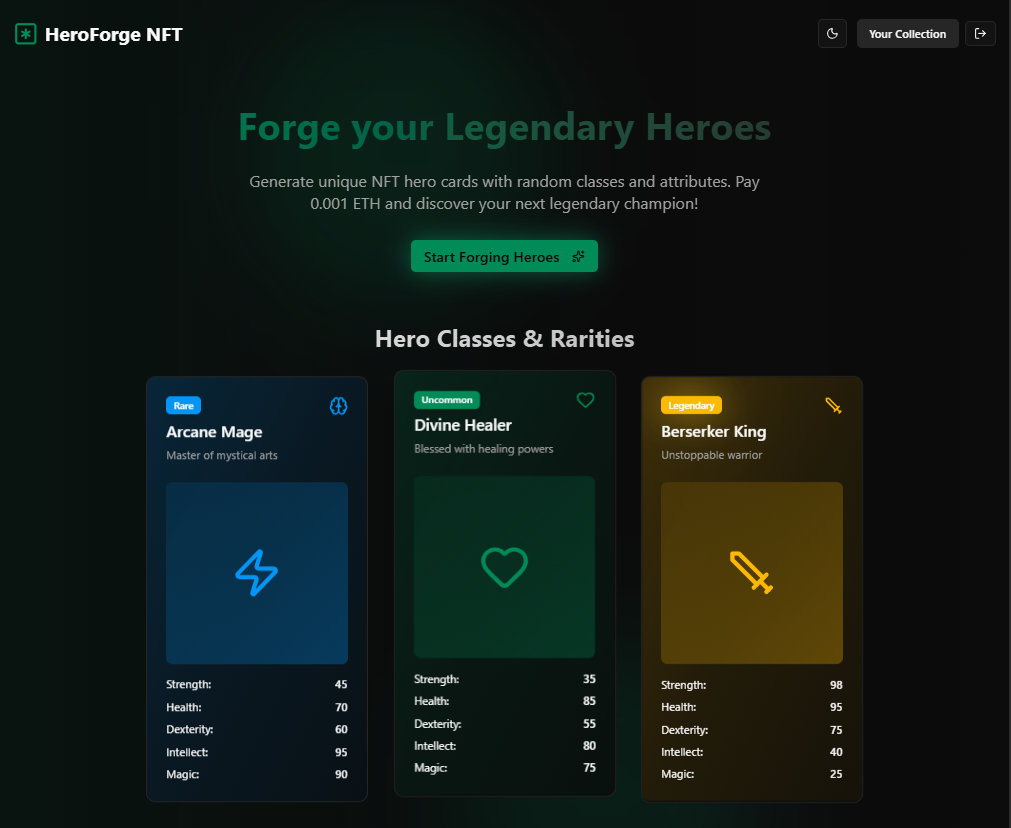 HeroForge NFT
Your Collection
Forge your Legendary Heroes
Generate unique NFT hero cards with random classes and attributes. Pay
0.001 ETH and discover your next legendary champion!
Start Forging Heroes
Hero Classes & Rarities
Rare
Arcane Mage
Master of mystical arts
Strength: 45
Health: 70
Dexterity: 60
Intellect: 95
Magic: 90
Uncommon
Divine Healer
Blessed with healing powers
Strength: 35
Health: 85
Dexterity: 55
Intellect: 80
Magic: 75
Legendary
Berserker King
Unstoppable warrior
Strength: 98
Health: 95
Dexterity: 75
Intellect: 40
Magic: 25